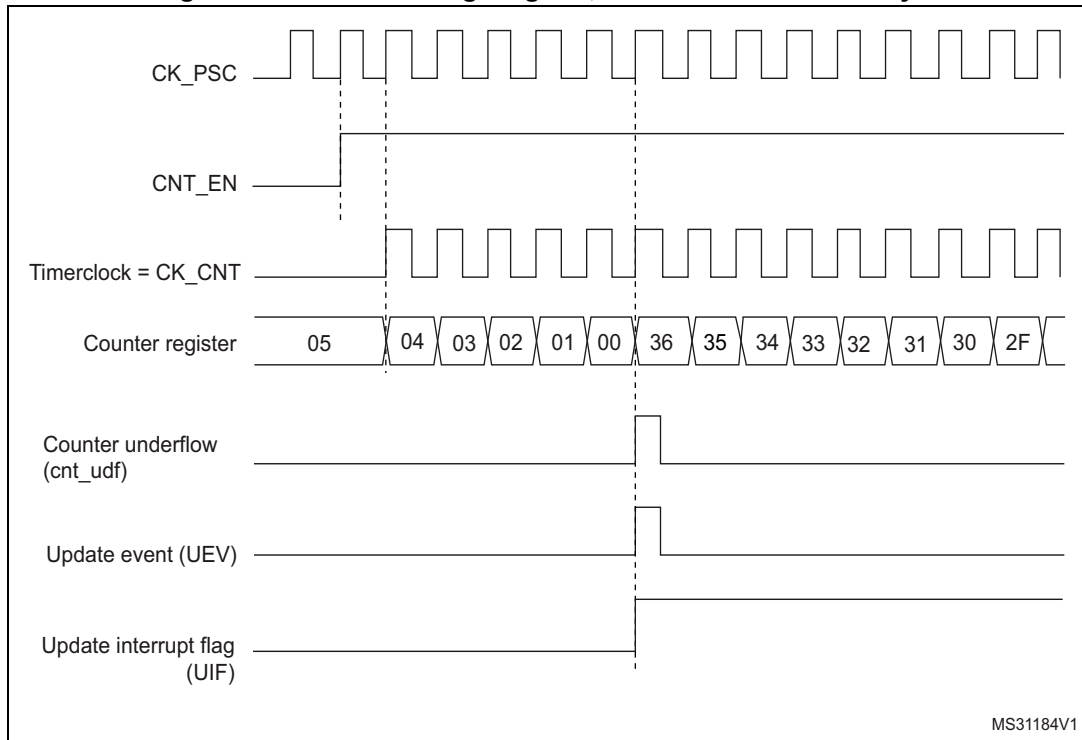 CK_PSC
CNT_EN
Timerclock = CK_CNT
Counter register 05 04 03 02 01 00 36 35 34 33 32 31 30 2F
Counter underflow
(cnt_udf)
Update event (UEV)
Update interrupt flag
(UIF)
MS31184V1